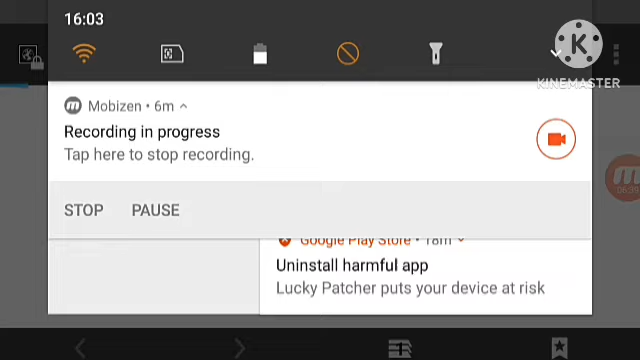 16:03
KINEMASTER
Mobizen • 6m
Recording in progress
Tap here to stop recording.
STOP PAUSE
Google Play Store • 18m
Uninstall harmful app
Lucky Patcher puts your device at risk